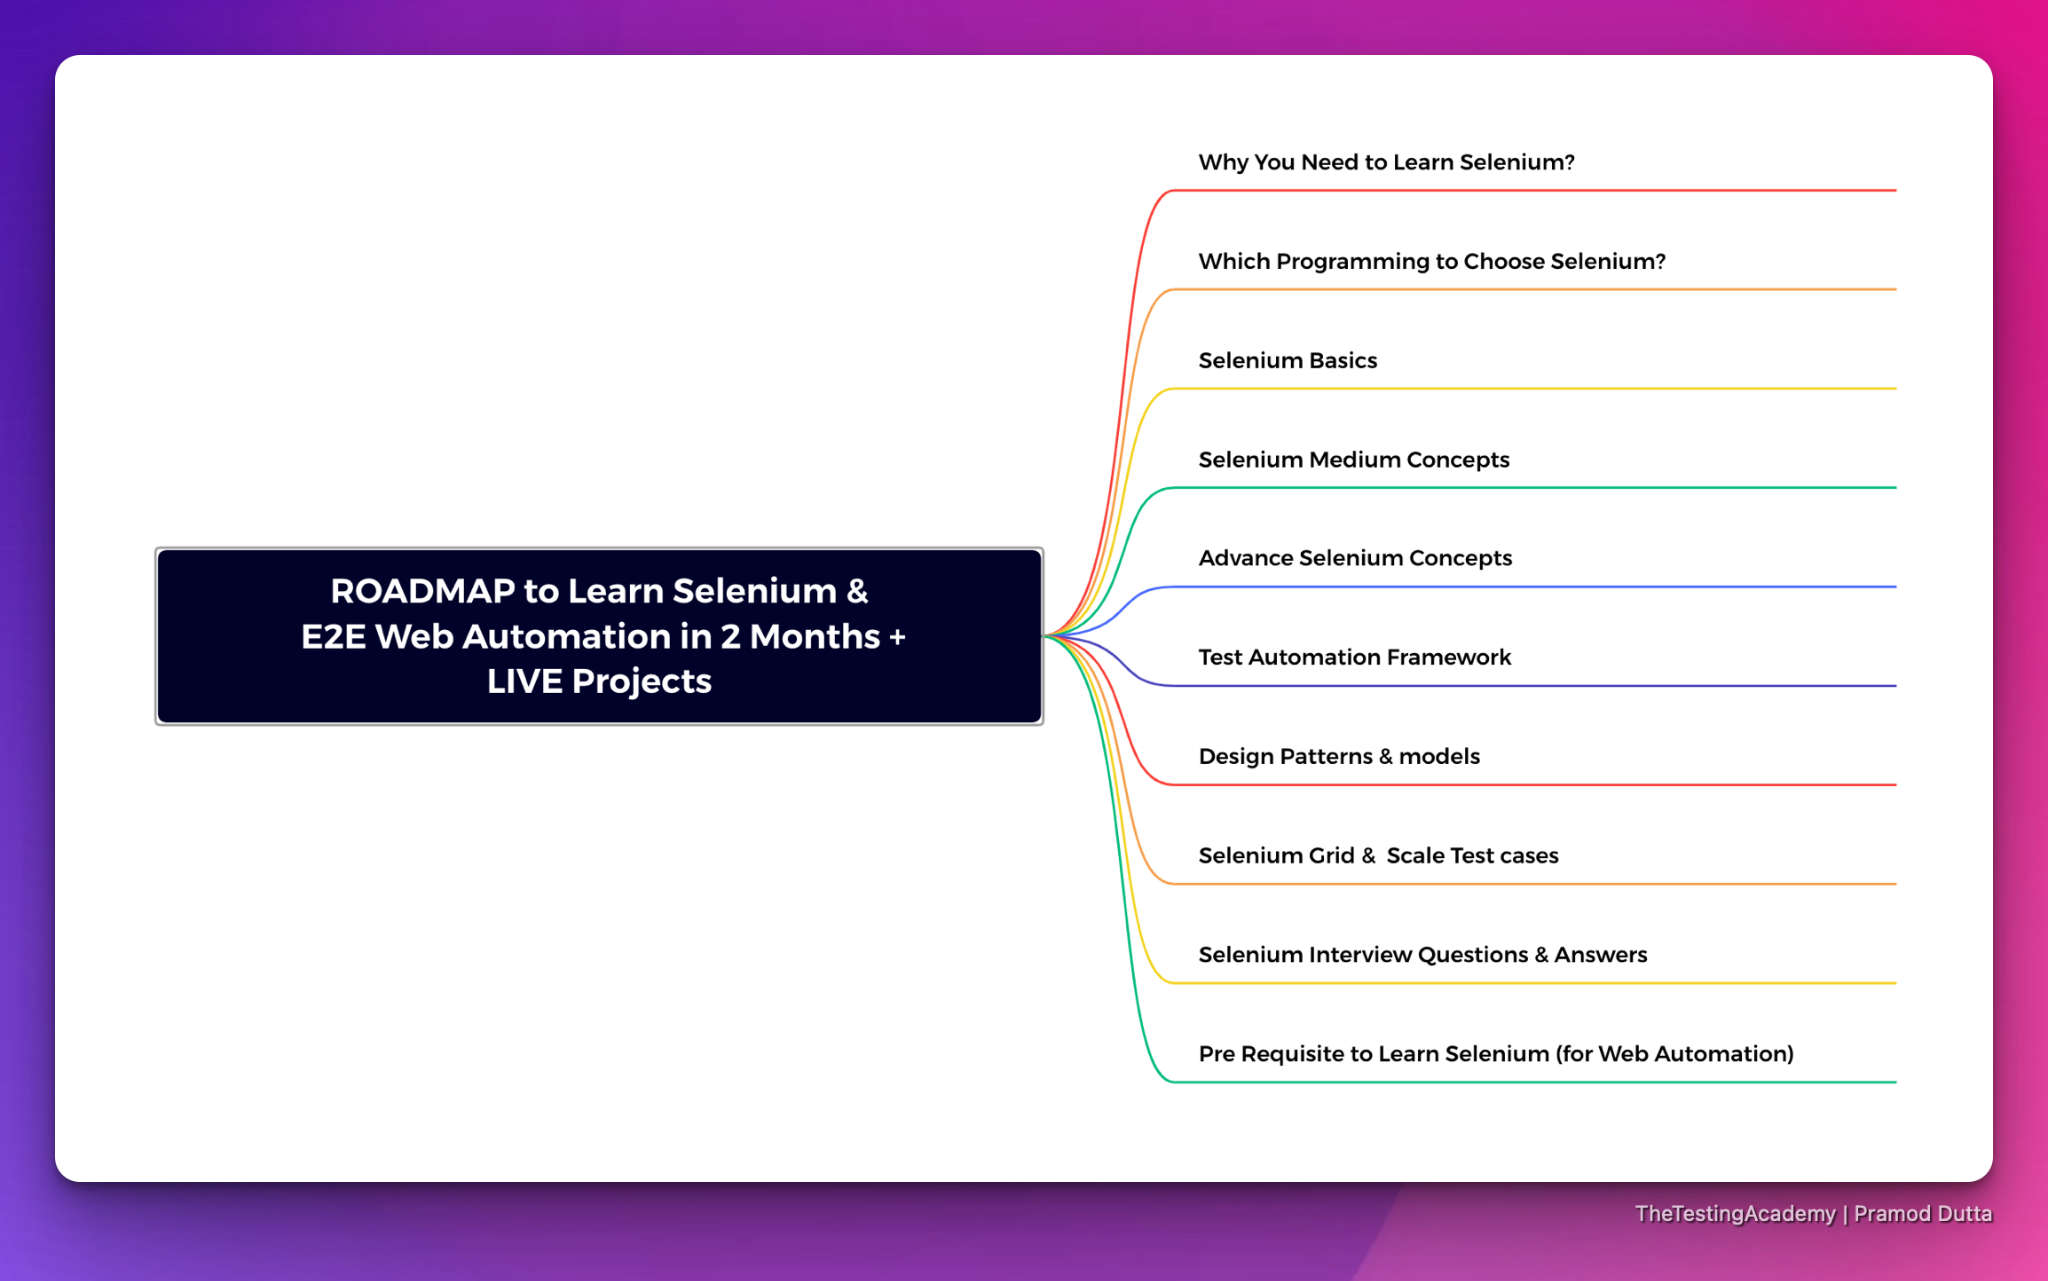 Why You Need to Learn Selenium?
Which Programming to Choose Selenium?
Selenium Basics
Selenium Medium Concepts
Advance Selenium Concepts
ROADMAP to Learn Selenium &
E2E Web Automation in 2 Months +
LIVE Projects
Test Automation Framework
Design Patterns & models
Selenium Grid &  Scale Test cases
Selenium Interview Questions & Answers
Pre Requisite to Learn Selenium (for Web Automation)
TheTestingAcademy | Pramod Dutta